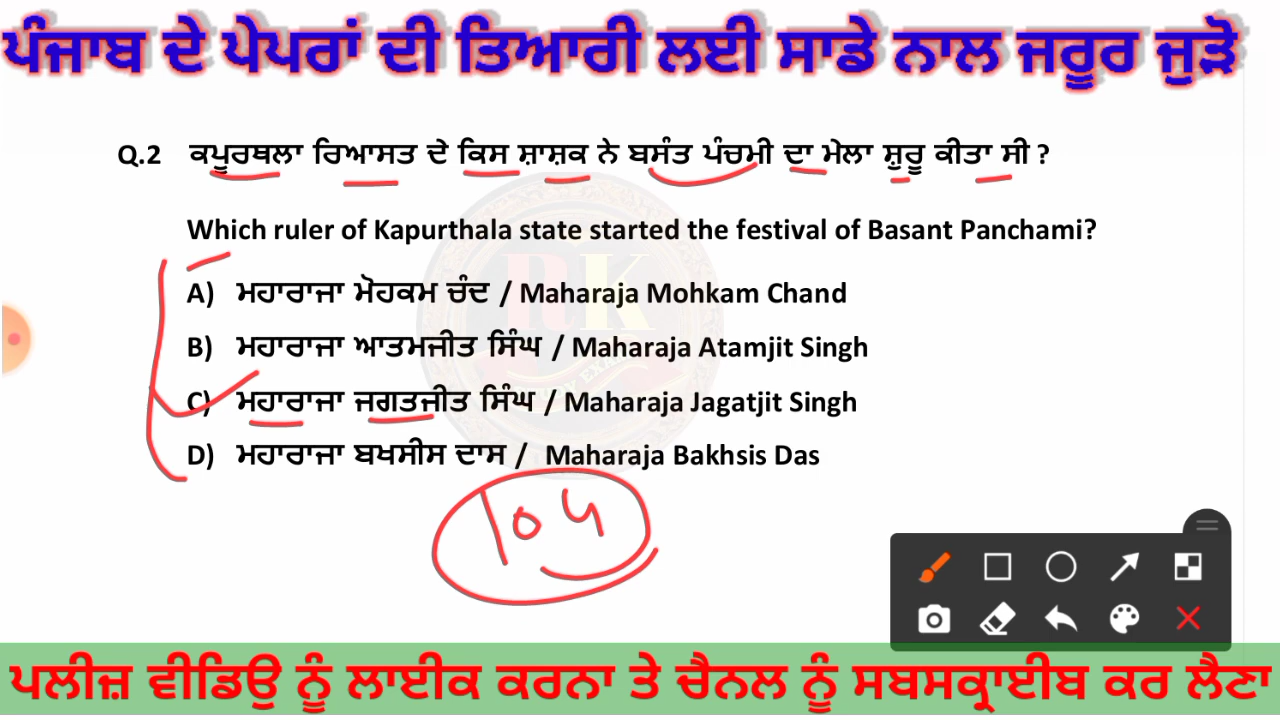 ਪੰਜਾਬ ਦੇ ਪੇਪਰਾਂ ਦੀ ਤਿਆਰੀ ਲਈ ਸਾਡੇ ਨਾਲ ਜਰੂਰ ਜੁੜੋ
Q.2 ਕਪੂਰਥਲਾ ਰਿਆਸਤ ਦੇ ਕਿਸ ਸ਼ਾਸ਼ਕ ਨੇ ਬਸੰਤ ਪੰਚਮੀ ਦਾ ਮੇਲਾ ਸ਼ੁਰੂ ਕੀਤਾ ਸੀ ?
Which ruler of Kapurthala state started the festival of Basant Panchami?
A) ਮਹਾਰਾਜਾ ਮੋਹਕਮ ਚੰਦ / Maharaja Mohkam Chand
B) ਮਹਾਰਾਜਾ ਆਤਮਜੀਤ ਸਿੰਘ / Maharaja Atamjit Singh
C) ਮਹਾਰਾਜਾ ਜਗਤਜੀਤ ਸਿੰਘ / Maharaja Jagatjit Singh
D) ਮਹਾਰਾਜਾ ਬਖਸੀਸ ਦਾਸ / Maharaja Bakhsis Das
ਪਲੀਜ਼ ਵੀਡਿਉ ਨੂੰ ਲਾਈਕ ਕਰਨਾ ਤੇ ਚੈਨਲ ਨੂੰ ਸਬਸਕ੍ਰਾਈਬ ਕਰ ਲੈਣਾ